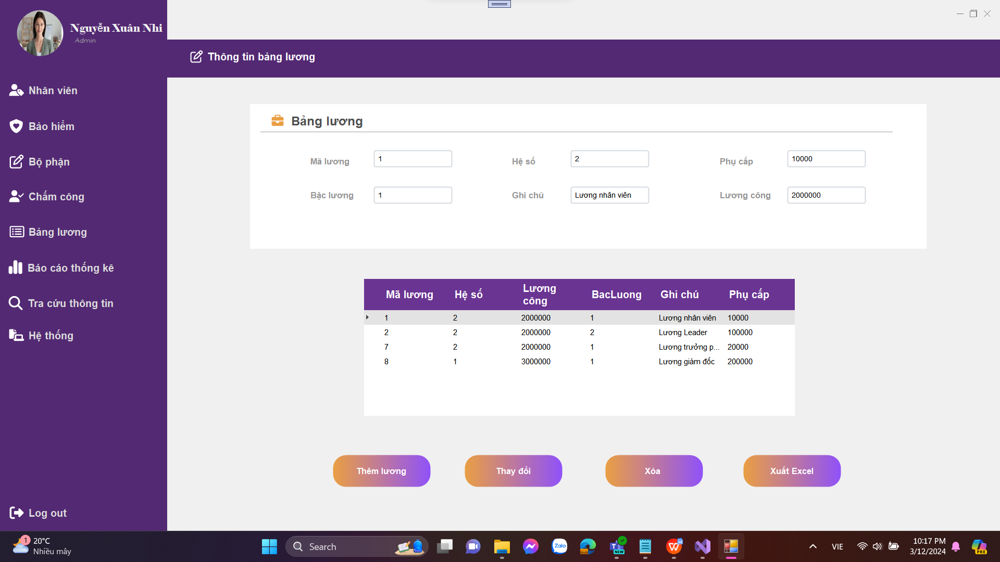 Nguyễn Xuân Nhi
Admin
Thông tin bảng lương
Nhân viên
Bảo hiểm
Bộ phận
Chấm công
Bảng lương
Báo cáo thống kê
Tra cứu thông tin
Hệ thống
Log out
Bảng lương
Mã lương 1 Hệ số 2 Phụ cấp 10000
Bậc lương 1 Ghi chú Lương nhân viên Lương công 2000000
Mã lương Hệ số Lương công BacLuong Ghi chú Phụ cấp
1 2 2000000 1 Lương nhân viên 10000
2 2 2000000 2 Lương Leader 100000
7 2 2000000 1 Lương trưởng p... 20000
8 1 3000000 1 Lương giám đốc 200000
Thêm lương Thay đổi Xóa Xuất Excel
1
20°C
Nhiều mây
Search
Zalo
NEW
VIE
10:17 PM
3/12/2024
PRE